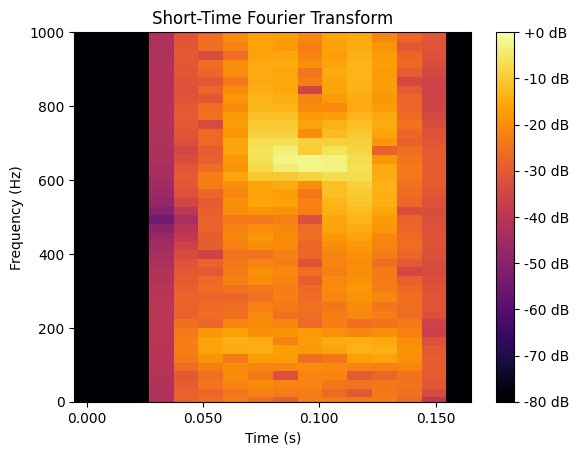 Short-Time Fourier Transform
1000
800
600
400
200
0
Frequency (Hz)
0.000
0.050
0.100
0.150
Time (s)
+0 dB
-10 dB
-20 dB
-30 dB
-40 dB
-50 dB
-60 dB
-70 dB
-80 dB